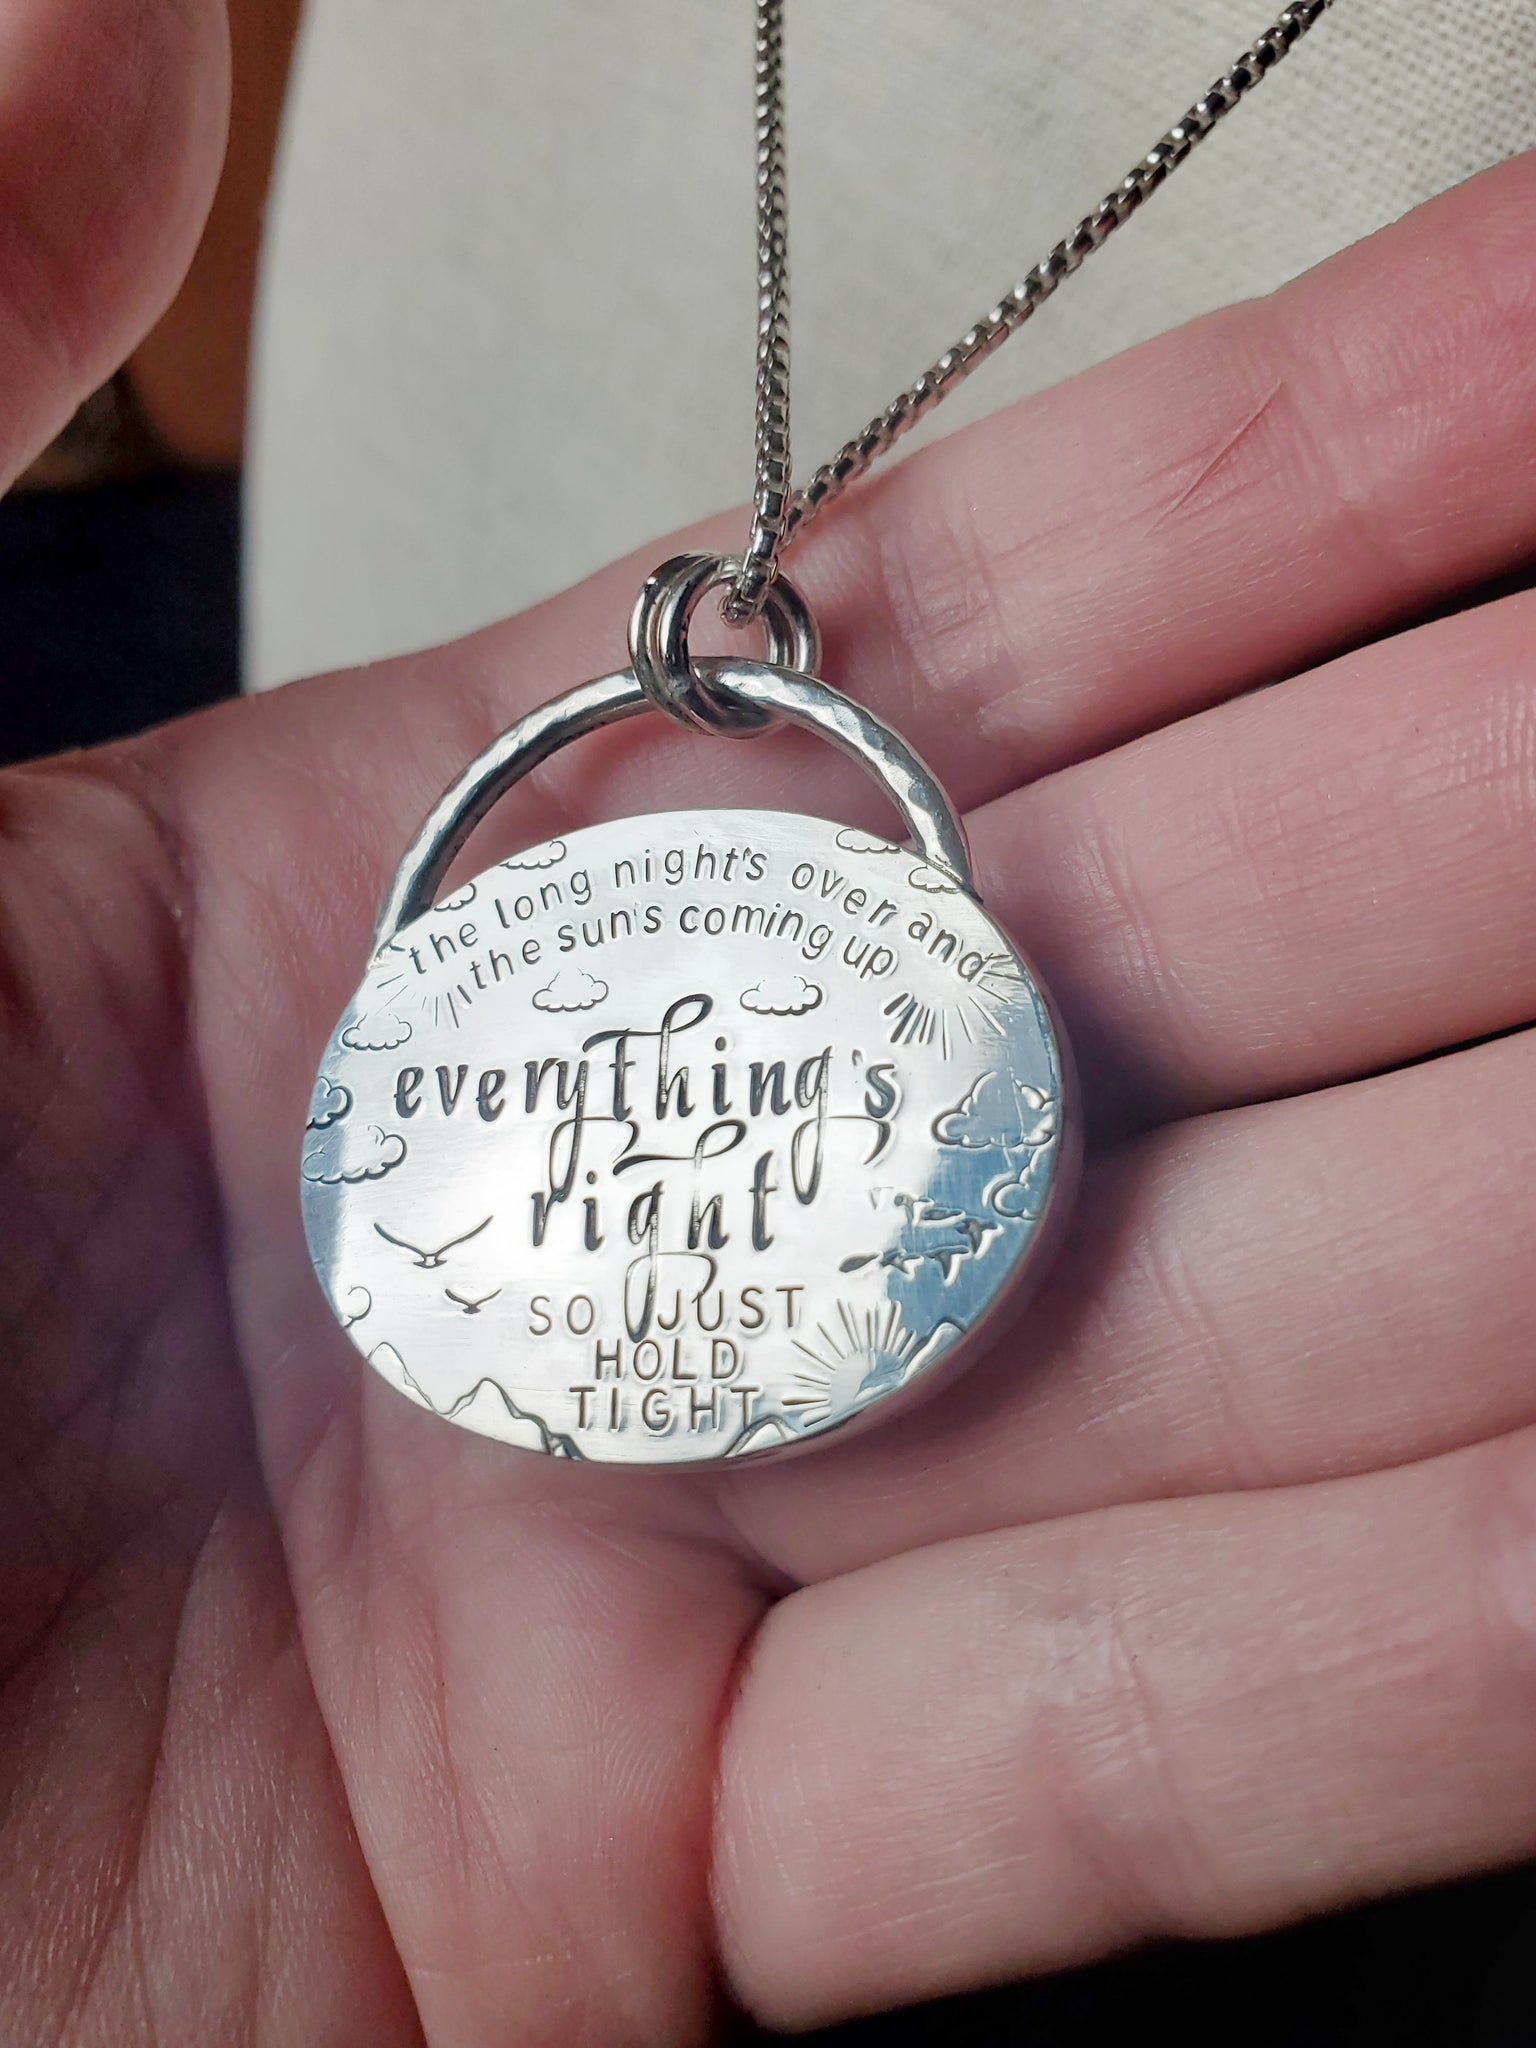 the long night's over and
the sun's coming up
everything's
right
SO JUST
HOLD
TIGHT